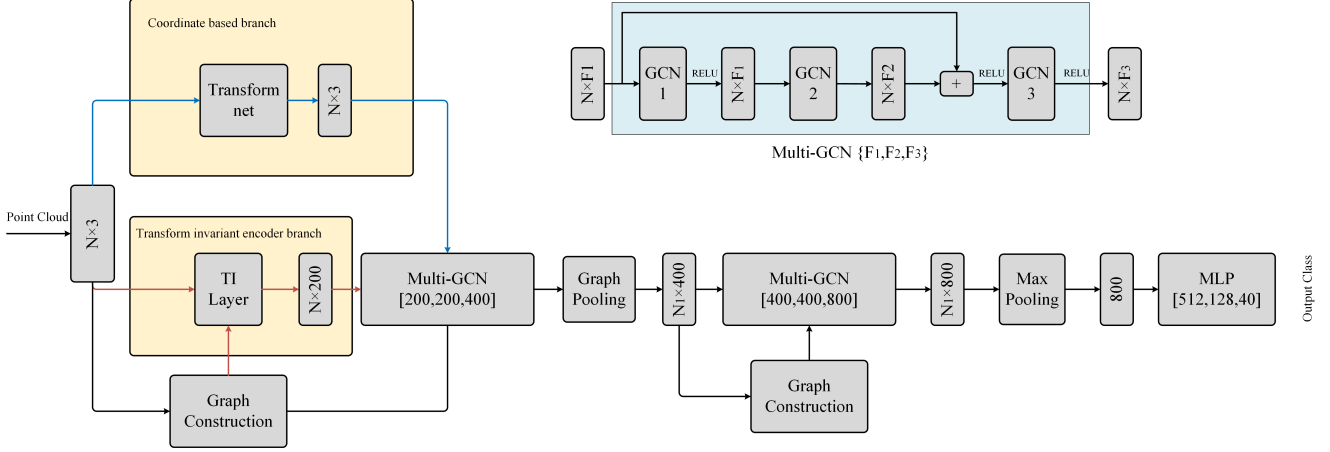 Coordinate based branch
Transform
net
N×3
N×F1
GCN
1
RELU
N×F1
GCN
2
N×F2
+
RELU
GCN
3
RELU
N×F3
Multi-GCN {F1,F2,F3}
Point Cloud
N×3
Transform invariant encoder branch
TI
Layer
N×200
Multi-GCN
[200,200,400]
Graph
Pooling
N1×400
Multi-GCN
[400,400,800]
N1×800
Max
Pooling
800
MLP
[512,128,40]
Output Class
Graph
Construction
Graph
Construction